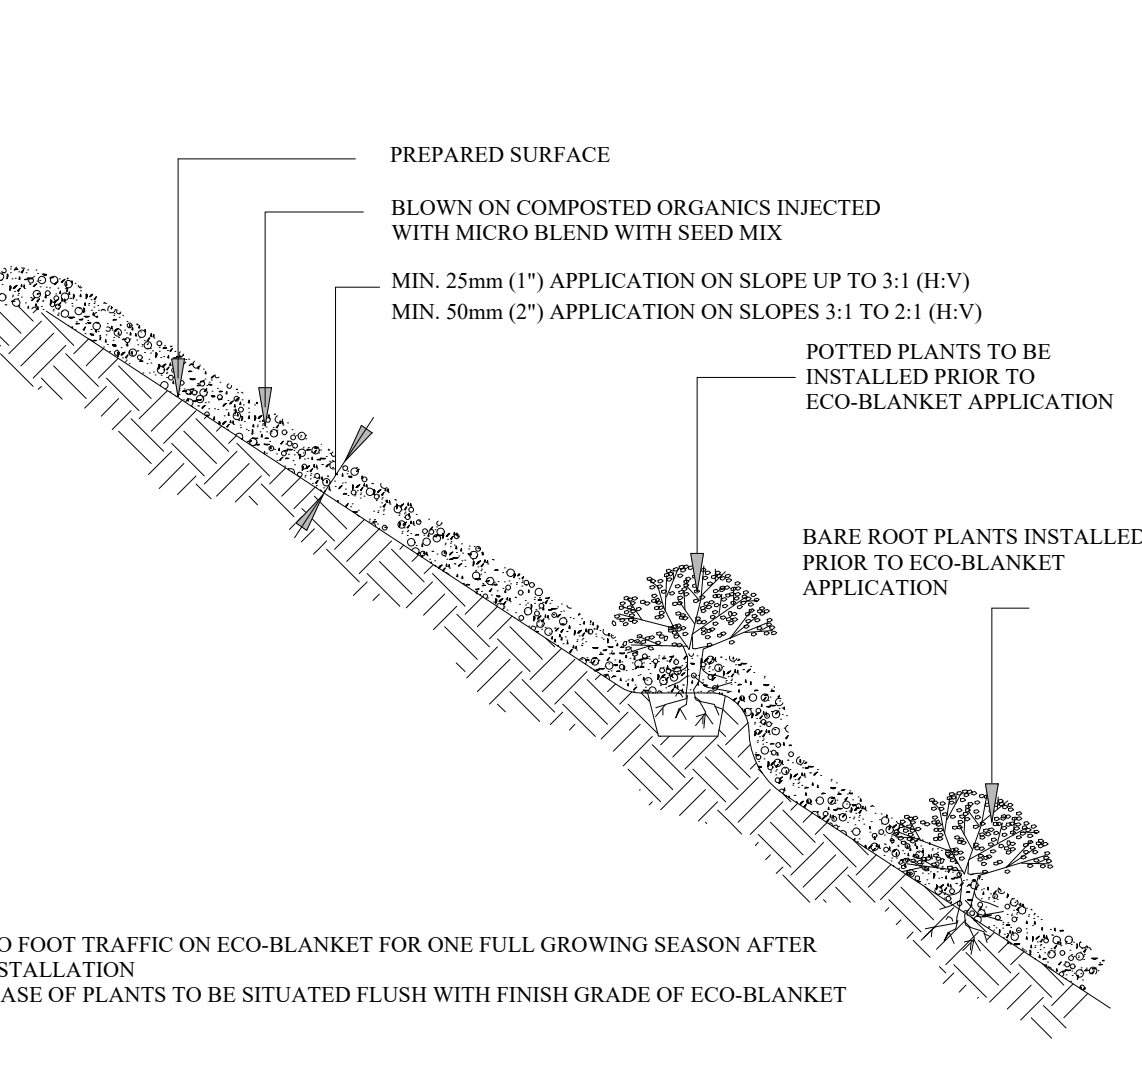 PREPARED SURFACE
BLOWN ON COMPOSTED ORGANICS INJECTED
WITH MICRO BLEND WITH SEED MIX
MIN. 25mm (1") APPLICATION ON SLOPE UP TO 3:1 (H:V)
MIN. 50mm (2") APPLICATION ON SLOPES 3:1 TO 2:1 (H:V)
POTTED PLANTS TO BE
INSTALLED PRIOR TO
ECO-BLANKET APPLICATION
BARE ROOT PLANTS INSTALLED
PRIOR TO ECO-BLANKET
APPLICATION
O FOOT TRAFFIC ON ECO-BLANKET FOR ONE FULL GROWING SEASON AFTER
STALLATION
ASE OF PLANTS TO BE SITUATED FLUSH WITH FINISH GRADE OF ECO-BLANKET